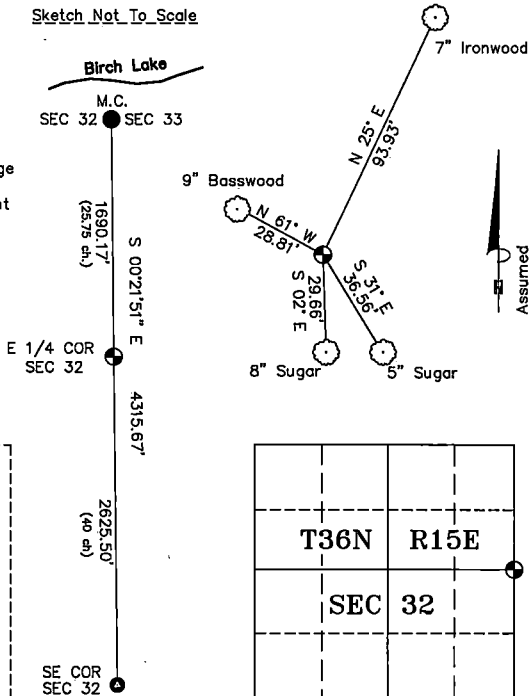 Sketch Not To Scale
Birch Lake
M.C.
SEC 32 SEC 33
ge
t
1690.17'
(25.75 ch.)
S 00°21'51" E
E 1/4 COR
SEC 32
4315.67'
2625.50'
(40 ch)
SE COR
SEC 32
7" Ironwood
N 25° E
93.93'
9" Basswood
N 61° W
28.81'
S 31° E
36.56'
29.66'
S 02° E
8" Sugar
5" Sugar
N
Assumed
T36N R15E
SEC 32